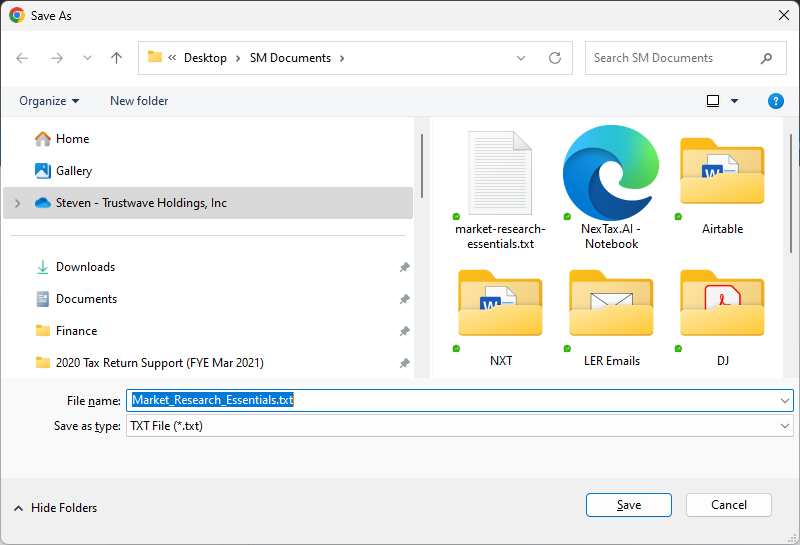 Save As
Desktop
SM Documents
Search SM Documents
Organize
New folder
?
Home
Gallery
Steven - Trustwave Holdings, Inc
Downloads
Documents
Finance
2020 Tax Return Support (FYE Mar 2021)
market-research-
essentials.txt
NexTax.AI -
Notebook
W
Airtable
W
NXT
LER Emails
DJ
File name:
Market_Research_Essentials.txt
Save as type:
TXT File (*.txt)
Hide Folders
Save
Cancel